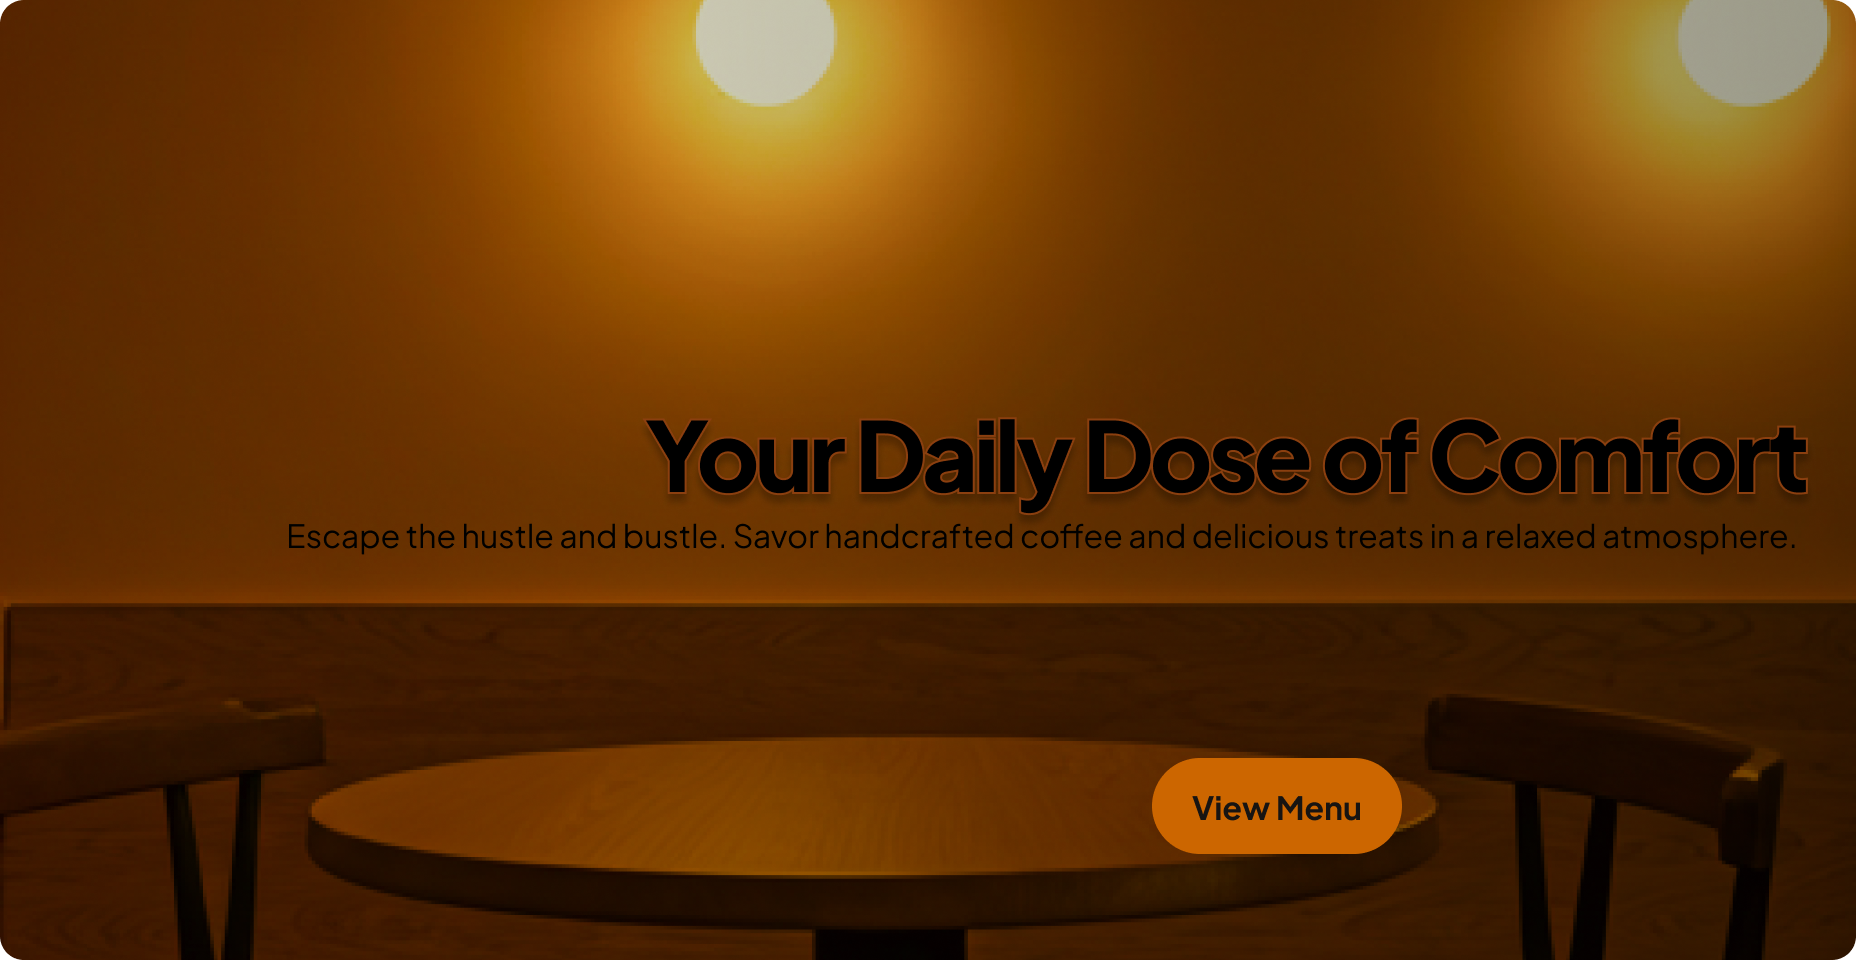 Your Daily Dose of Comfort
Escape the hustle and bustle. Savor handcrafted coffee and delicious treats in a relaxed atmosphere.
View Menu